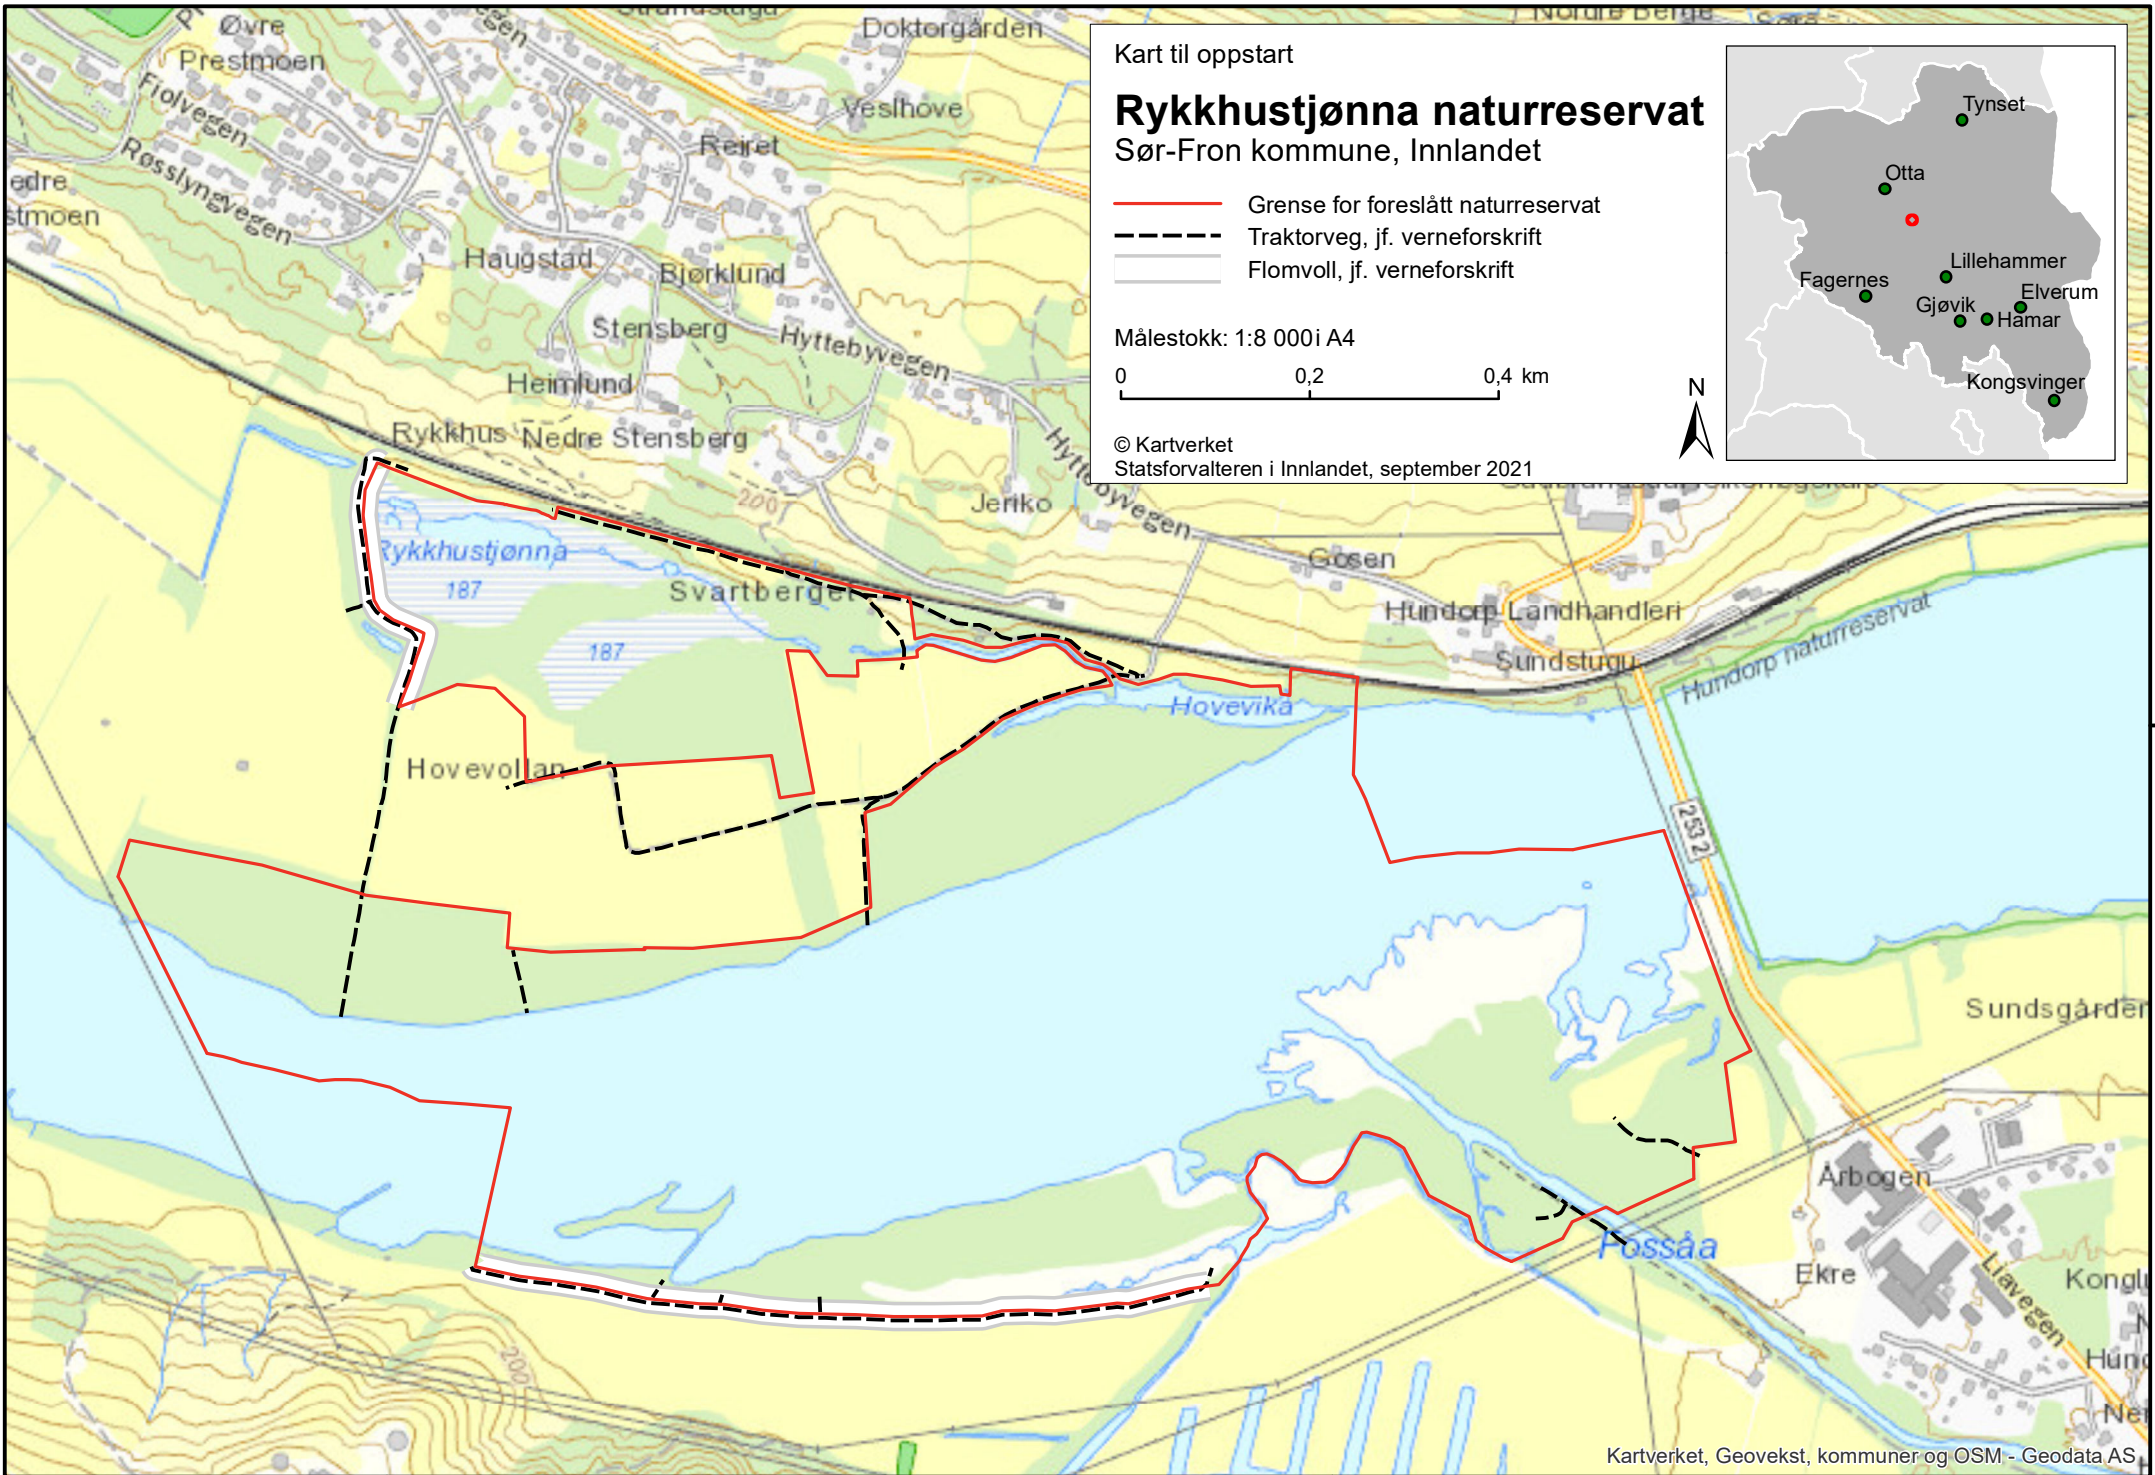 Kart til oppstart
Rykkhustjønna naturreservat
Sør-Fron kommune, Innlandet
Grense for foreslått naturreservat
Traktorveg, jf. verneforskrift
Flomvoll, jf. verneforskrift
Målestokk: 1:8 000 i A4
0 0,2 0,4 km
N
© Kartverket
Statsforvalteren i Innlandet, september 2021
Tynset
Otta
Lillehammer
Fagernes
Elverum
Gjøvik
Hamar
Kongsvinger
Øvre
Prestmoen
Doktorgården
Veslhove
Fiolvegen
Røsslyngvegen
Reiret
Haugstad
Bjørklund
Stensberg
Hyttebyvegen
Heimlund
Rykkhus
Nedre Stensberg
200
Jeriko
Hyttebyvegen
Gosen
Rykkhustjønna
187
Svartberget
187
Hundorp Landhandleri
Sundstugu
Hundorp naturreservat
Hovevika
Hovevollan
253 2
Sundsgården
Årbogen
Fossåa
Ekre
Liavegen
200
Kartverket, Geovekst, kommuner og OSM - Geodata AS